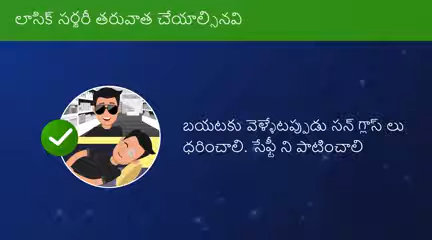 లాసిక్ సర్జరీ తరువాత చేయాల్సినవి
బయటకు వెళ్ళేటప్పుడు సన్ గ్లాస్ లు
ధరించాలి. సేఫ్టీ ని పాటించాలి